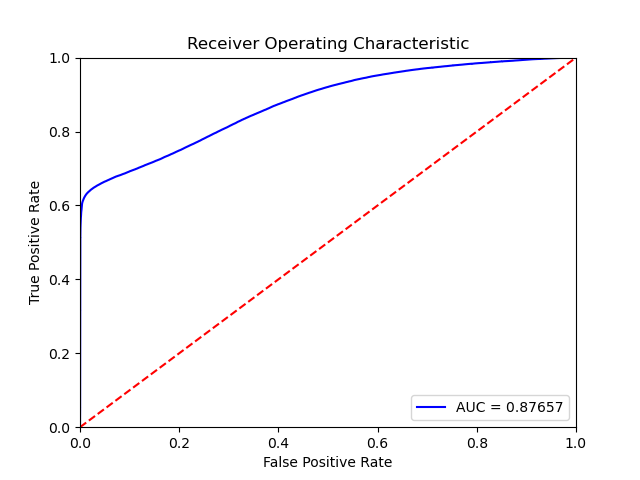 Receiver Operating Characteristic
True Positive Rate
1.0
0.8
0.6
0.4
0.2
0.0
AUC = 0.87657
0.0 0.2 0.4 0.6 0.8 1.0
False Positive Rate